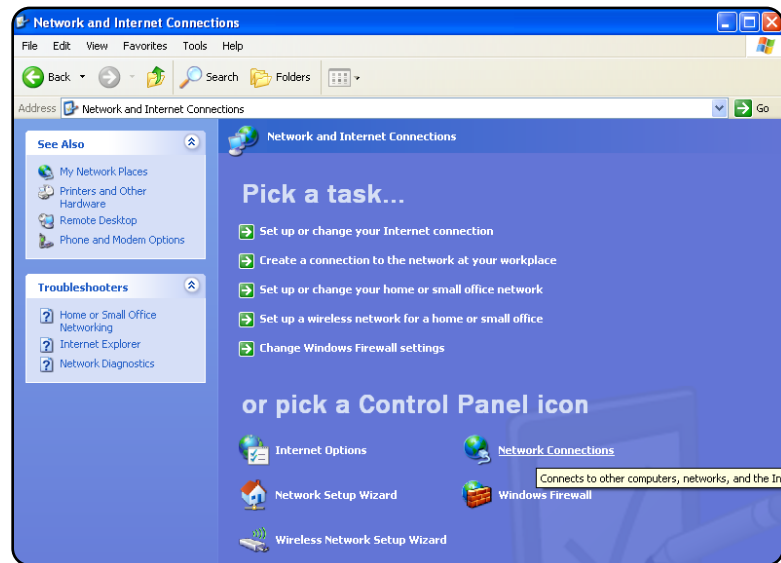 Network and Internet Connections
File Edit View Favorites Tools Help
Back Search Folders
Address Network and Internet Connections Go
See Also
My Network Places
Printers and Other
Hardware
Remote Desktop
Phone and Modem Options
Troubleshooters
Home or Small Office
Networking
Internet Explorer
Network Diagnostics
Network and Internet Connections
Pick a task...
Set up or change your Internet connection
Create a connection to the network at your workplace
Set up or change your home or small office network
Set up a wireless network for a home or small office
Change Windows Firewall settings
or pick a Control Panel icon
Internet Options
Network Connections
Connects to other computers, networks, and the In
Network Setup Wizard
Windows Firewall
Wireless Network Setup Wizard